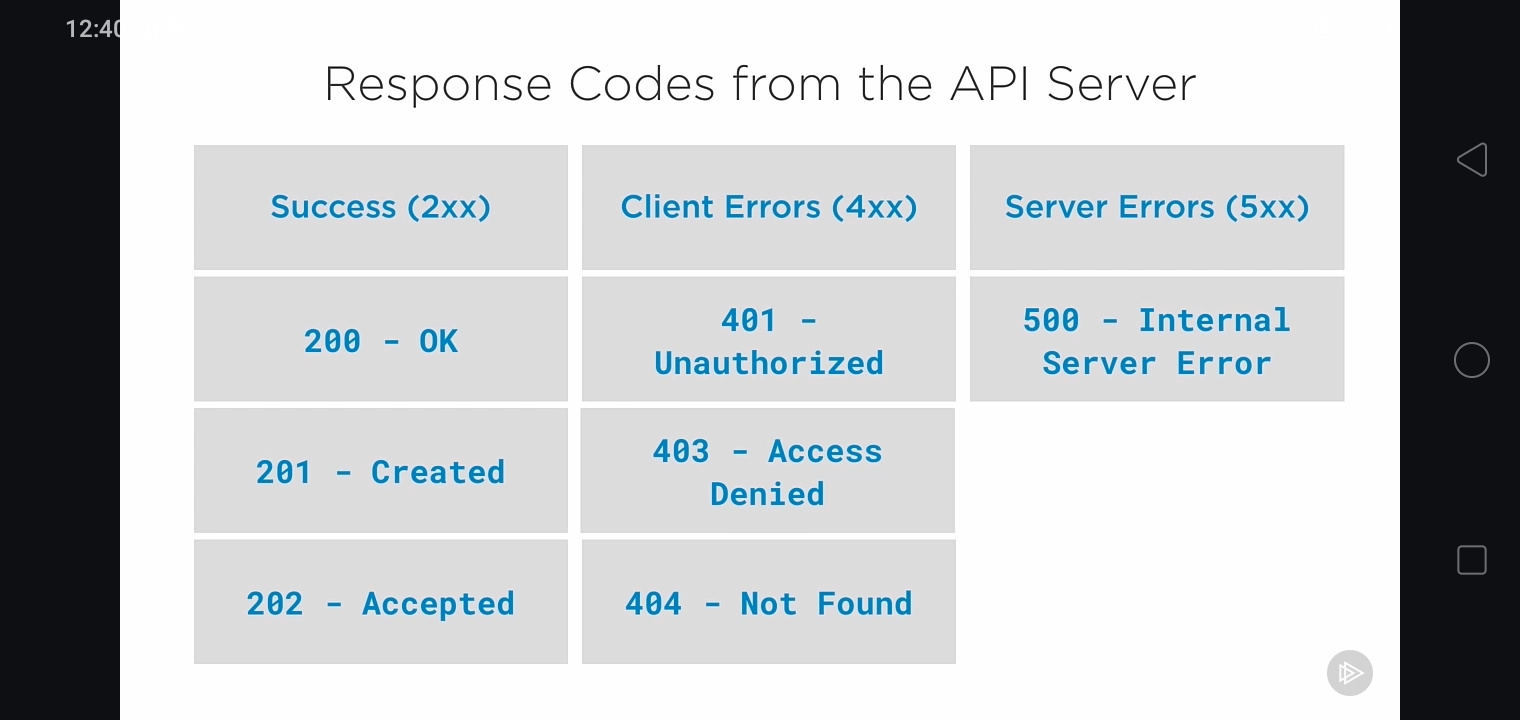 12:40
Response Codes from the API Server
Success (2xx)
Client Errors (4xx)
Server Errors (5xx)
200 - OK
401 -
Unauthorized
500 - Internal
Server Error
201 - Created
403 - Access
Denied
202 - Accepted
404 - Not Found